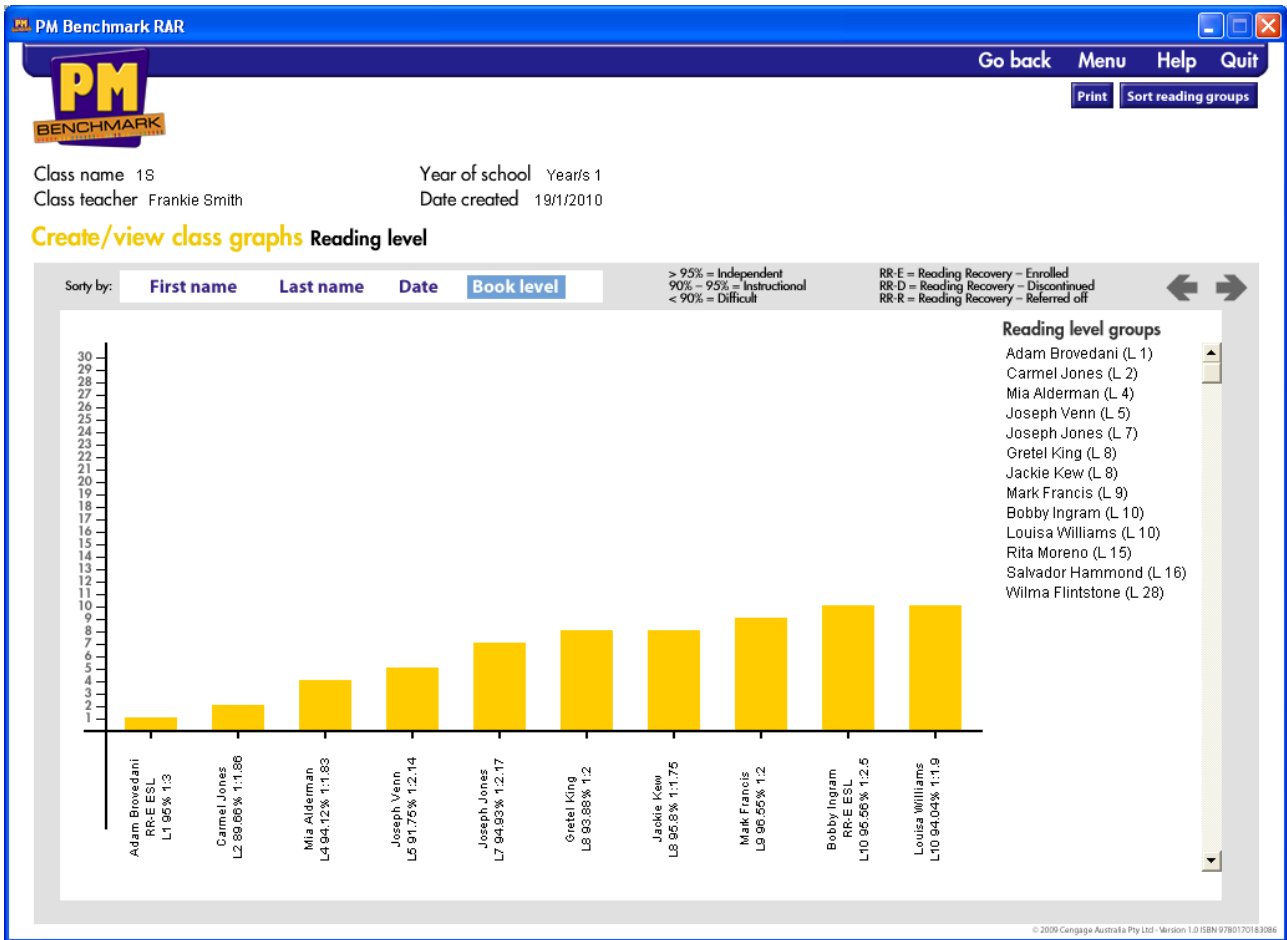 PM Benchmark RAR
Go back Menu Help Quit
Print Sort reading groups
PM
BENCHMARK
Class name 1S Year of school Year/s 1
Class teacher Frankie Smith Date created 19/1/2010
Create/view class graphs Reading level
Sorty by: First name Last name Date Book level
> 95% = Independent
90% – 95% = Instructional
< 90% = Difficult
RR-E = Reading Recovery – Enrolled
RR-D = Reading Recovery – Discontinued
RR-R = Reading Recovery – Referred off
30
29
28
27
26
25
24
23
22
21
20
19
18
17
16
15
14
13
12
11
10
9
8
7
6
5
4
3
2
1
Adam Brovedani
RR-E ESL
L1 95% 1:3
Carmel Jones
L2 89.66% 1:1.86
Mia Alderman
L4 94.12% 1:1.83
Joseph Venn
L5 91.75% 1:2.14
Joseph Jones
L7 94.93% 1:2.17
Gretel King
L8 93.88% 1:2
Jackie Kew
L8 95.8% 1:1.75
Mark Francis
L9 96.55% 1:2
Bobby Ingram
RR-E ESL
L10 95.56% 1:2.5
Louisa Williams
L10 94.04% 1:1.9
Reading level groups
Adam Brovedani (L 1)
Carmel Jones (L 2)
Mia Alderman (L 4)
Joseph Venn (L 5)
Joseph Jones (L 7)
Gretel King (L 8)
Jackie Kew (L 8)
Mark Francis (L 9)
Bobby Ingram (L 10)
Louisa Williams (L 10)
Rita Moreno (L 15)
Salvador Hammond (L 16)
Wilma Flintstone (L 28)
© 2009 Cengage Australia Pty Ltd - Version 1.0 ISBN 9780170183086